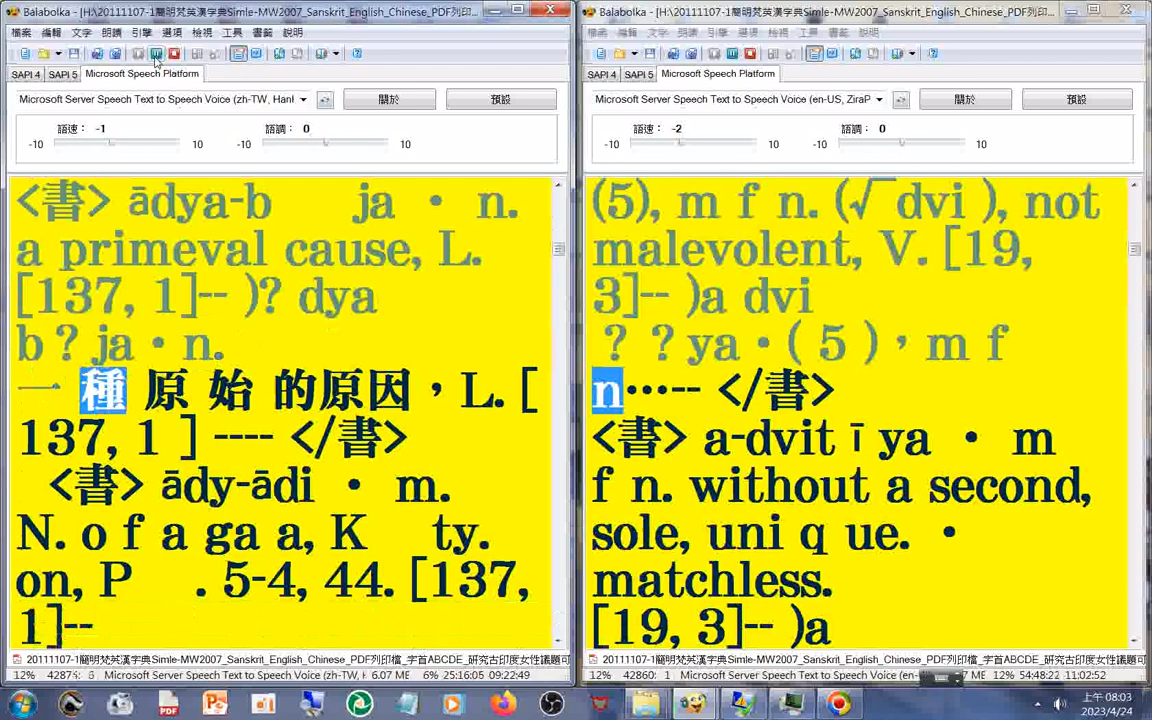 Balabolka - [H:\20111107-1簡明梵英漢字典Simle-MW2007_Sanskrit_English_Chinese_PDF列印...
檔案 編輯 文字 朗讀 引擎 選項 檢視 工具 書籤 說明
SAPI 4 SAPI 5 Microsoft Speech Platform
Microsoft Server Speech Text to Speech Voice (zh-TW, HanH
關於 預設
語速： -1 語調： 0
-10 10 -10 10
<書> ādya-b ja • n.
a primeval cause, L.
[137, 1]-- )? dya
b ? ja • n.
一 種 原 始 的原因，L. [
137, 1 ] ---- </書>
<書> ādy-ādi • m.
N. o f a ga a, K ty.
on, P . 5-4, 44. [137,
1]--
20111107-1簡明梵英漢字典Simle-MW2007_Sanskrit_English_Chinese_PDF列印檔_字首ABCDE_研究古印度女性議題可
12% 42875: 8 Microsoft Server Speech Text to Speech Voice (zh-TW, H 6.07 ME 6% 25:16:05 09:22:49
Balabolka - [H:\20111107-1簡明梵英漢字典Simle-MW2007_Sanskrit_English_Chinese_PDF列印...
檔案 編輯 文字 朗讀 引擎 選項 檢視 工具 書籤 說明
SAPI 4 SAPI 5 Microsoft Speech Platform
Microsoft Server Speech Text to Speech Voice (en-US, ZiraP
關於 預設
語速： -2 語調： 0
-10 10 -10 10
(5), m f n. (√ dvi ), not
malevolent, V. [19,
3]-- )a dvi
? ? ya • ( 5 )，m f
n…-- </書>
<書> a-dvit ī ya • m
f n. without a second,
sole, uni q ue. •
matchless.
[19, 3]-- )a
20111107-1簡明梵英漢字典Simle-MW2007_Sanskrit_English_Chinese_PDF列印檔_字首ABCDE_研究古印度女性議題可
12% 42860: 1 Microsoft Server Speech Text to Speech Voice ME 12% 54:48:22 11:02:52
上午 08:03
2023/4/24